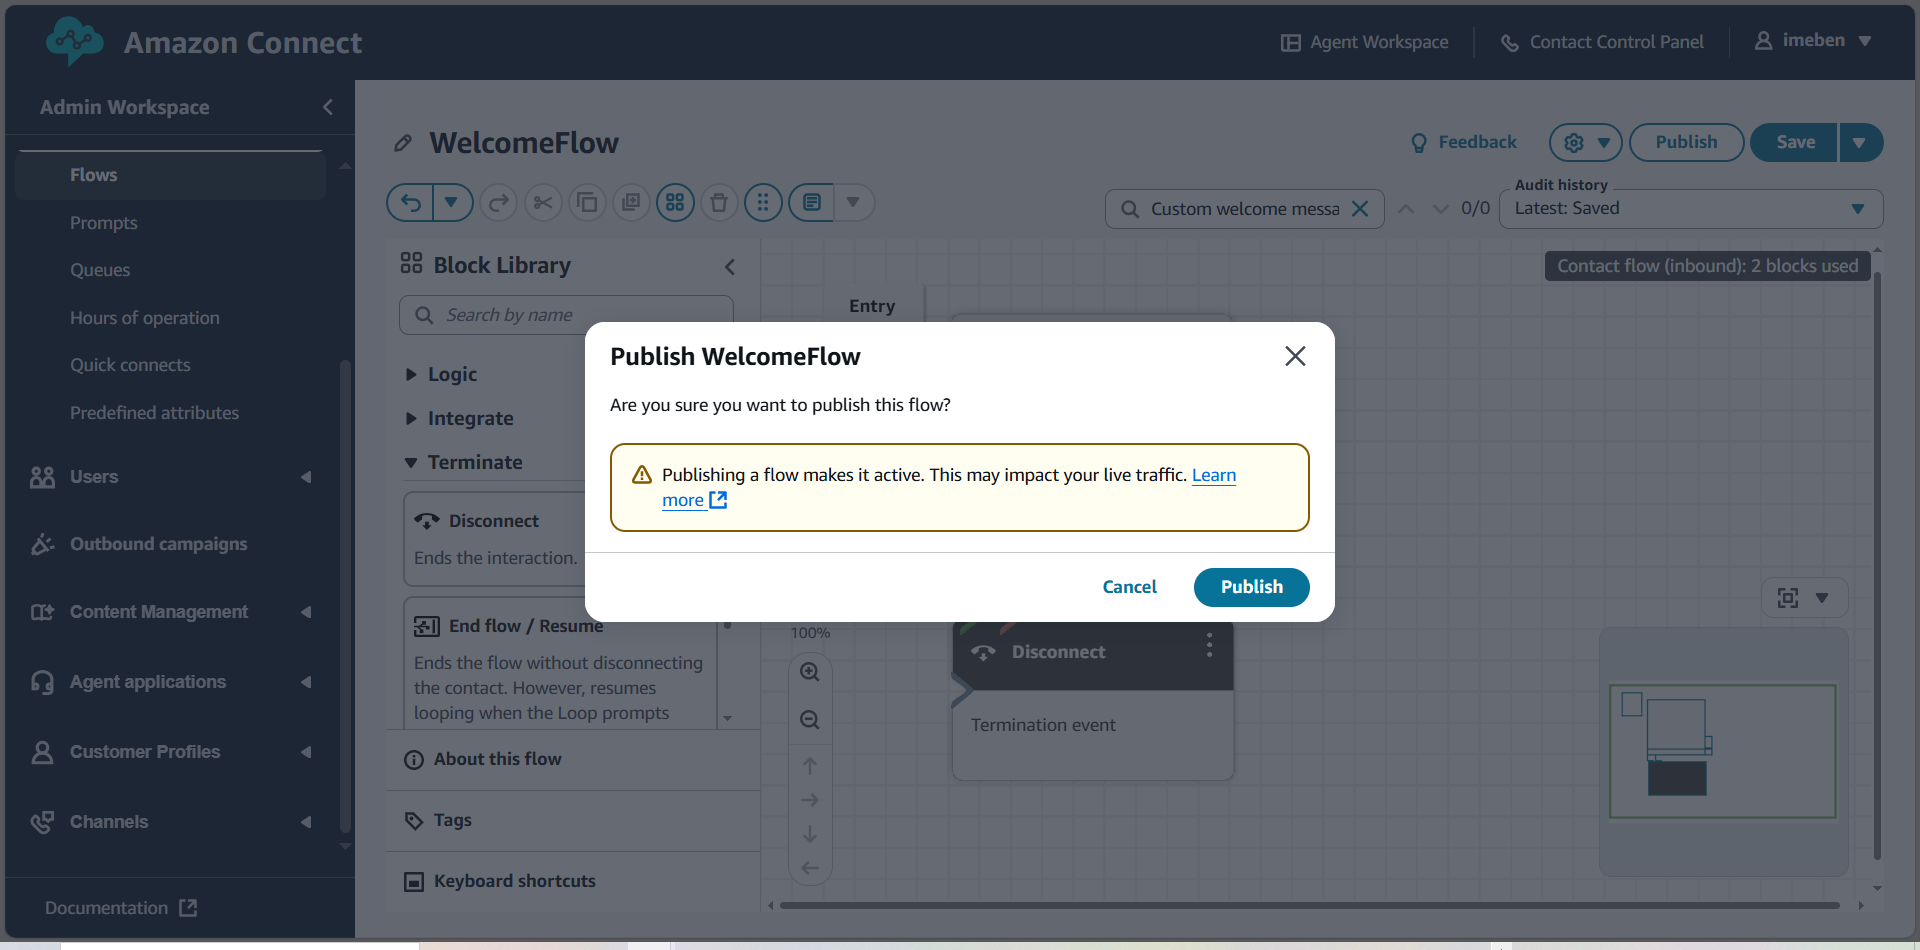 Amazon Connect
Agent Workspace
Contact Control Panel
imeben
Admin Workspace
Flows
Prompts
Queues
Hours of operation
Quick connects
Predefined attributes
Users
Outbound campaigns
Content Management
Agent applications
Customer Profiles
Channels
Documentation
WelcomeFlow
Feedback
Publish
Save
Custom welcome messa
0/0
Audit history
Latest: Saved
Block Library
Search by name
Logic
Integrate
Terminate
Disconnect
Ends the interaction.
End flow / Resume
Ends the flow without disconnecting
the contact. However, resumes
looping when the Loop prompts
About this flow
Tags
Keyboard shortcuts
Contact flow (inbound): 2 blocks used
Entry
Publish WelcomeFlow
Are you sure you want to publish this flow?
Publishing a flow makes it active. This may impact your live traffic. Learn
more
Cancel
Publish
100%
Disconnect
Termination event